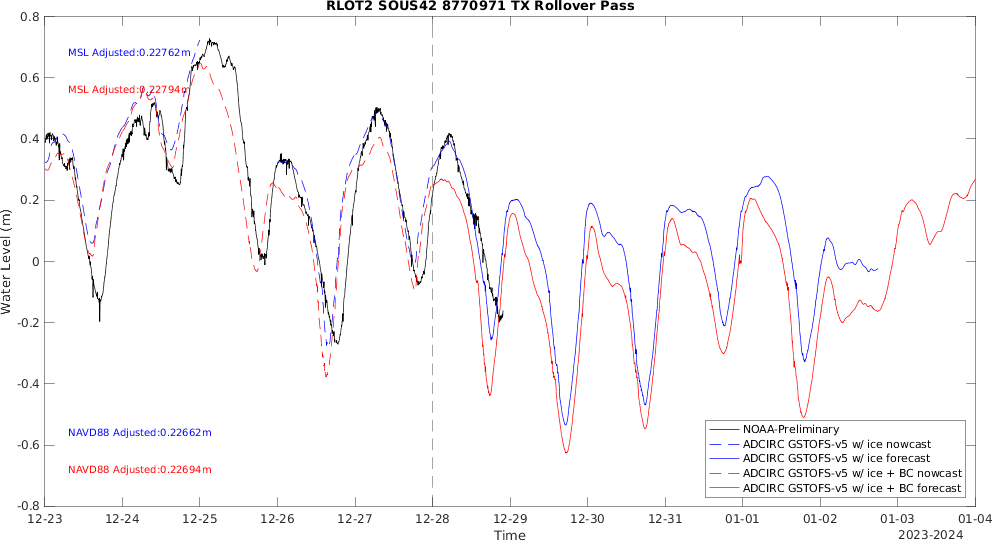 RLOT2 SOUS42 8770971 TX Rollover Pass
0.8
MSL Adjusted:0.22762m
0.6
MSL Adjusted:0.22794m
0.4
0.2
Water Level (m)
0
-0.2
-0.4
NAVD88 Adjusted:0.22662m
NOAA-Preliminary
ADCIRC GSTOFS-v5 w/ ice nowcast
-0.6
ADCIRC GSTOFS-v5 w/ ice forecast
NAVD88 Adjusted:0.22694m
ADCIRC GSTOFS-v5 w/ ice + BC nowcast
ADCIRC GSTOFS-v5 w/ ice + BC forecast
-0.8
12-23 12-24 12-25 12-26 12-27 12-28 12-29 12-30 12-31 01-01 01-02 01-03 01-04
Time
2023-2024